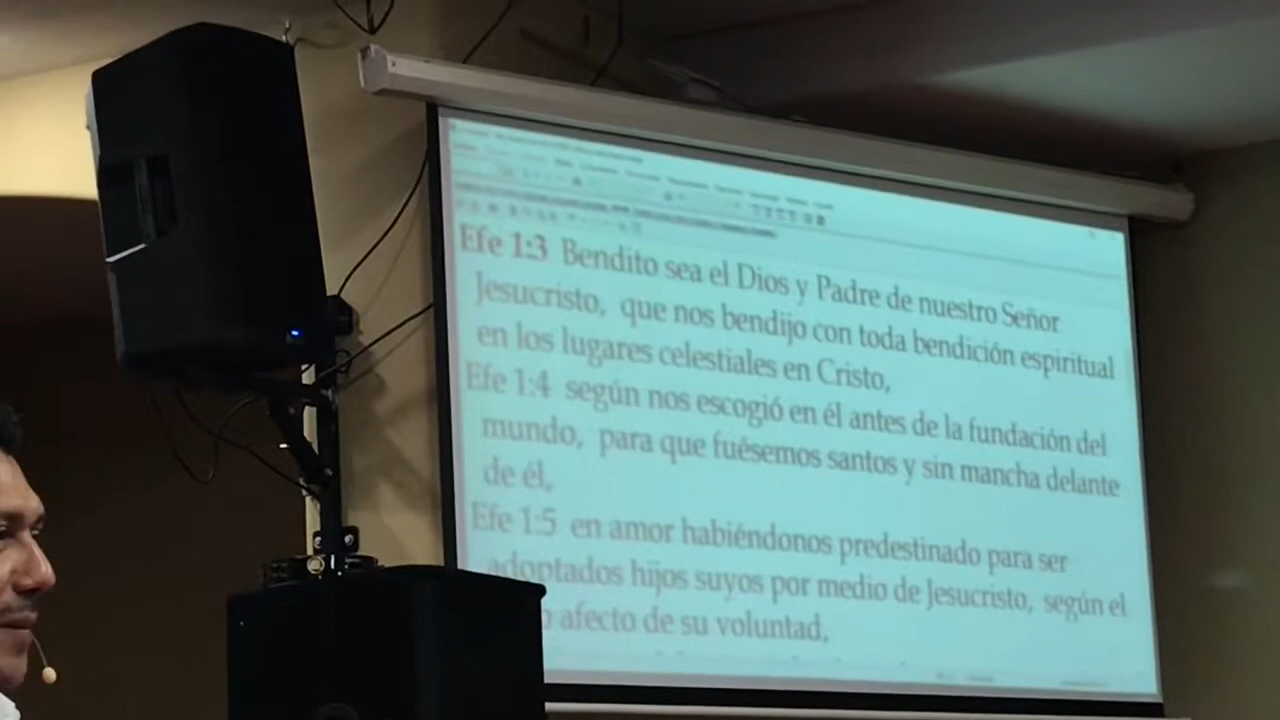 Efe 1:3 Bendito sea el Dios y Padre de nuestro Señor
Jesucristo, que nos bendijo con toda bendición espiritual
en los lugares celestiales en Cristo,
Efe 1:4 según nos escogió en él antes de la fundación del
mundo, para que fuésemos santos y sin mancha delante
de él,
Efe 1:5 en amor habiéndonos predestinado para ser
adoptados hijos suyos por medio de Jesucristo, según el
afecto de su voluntad,